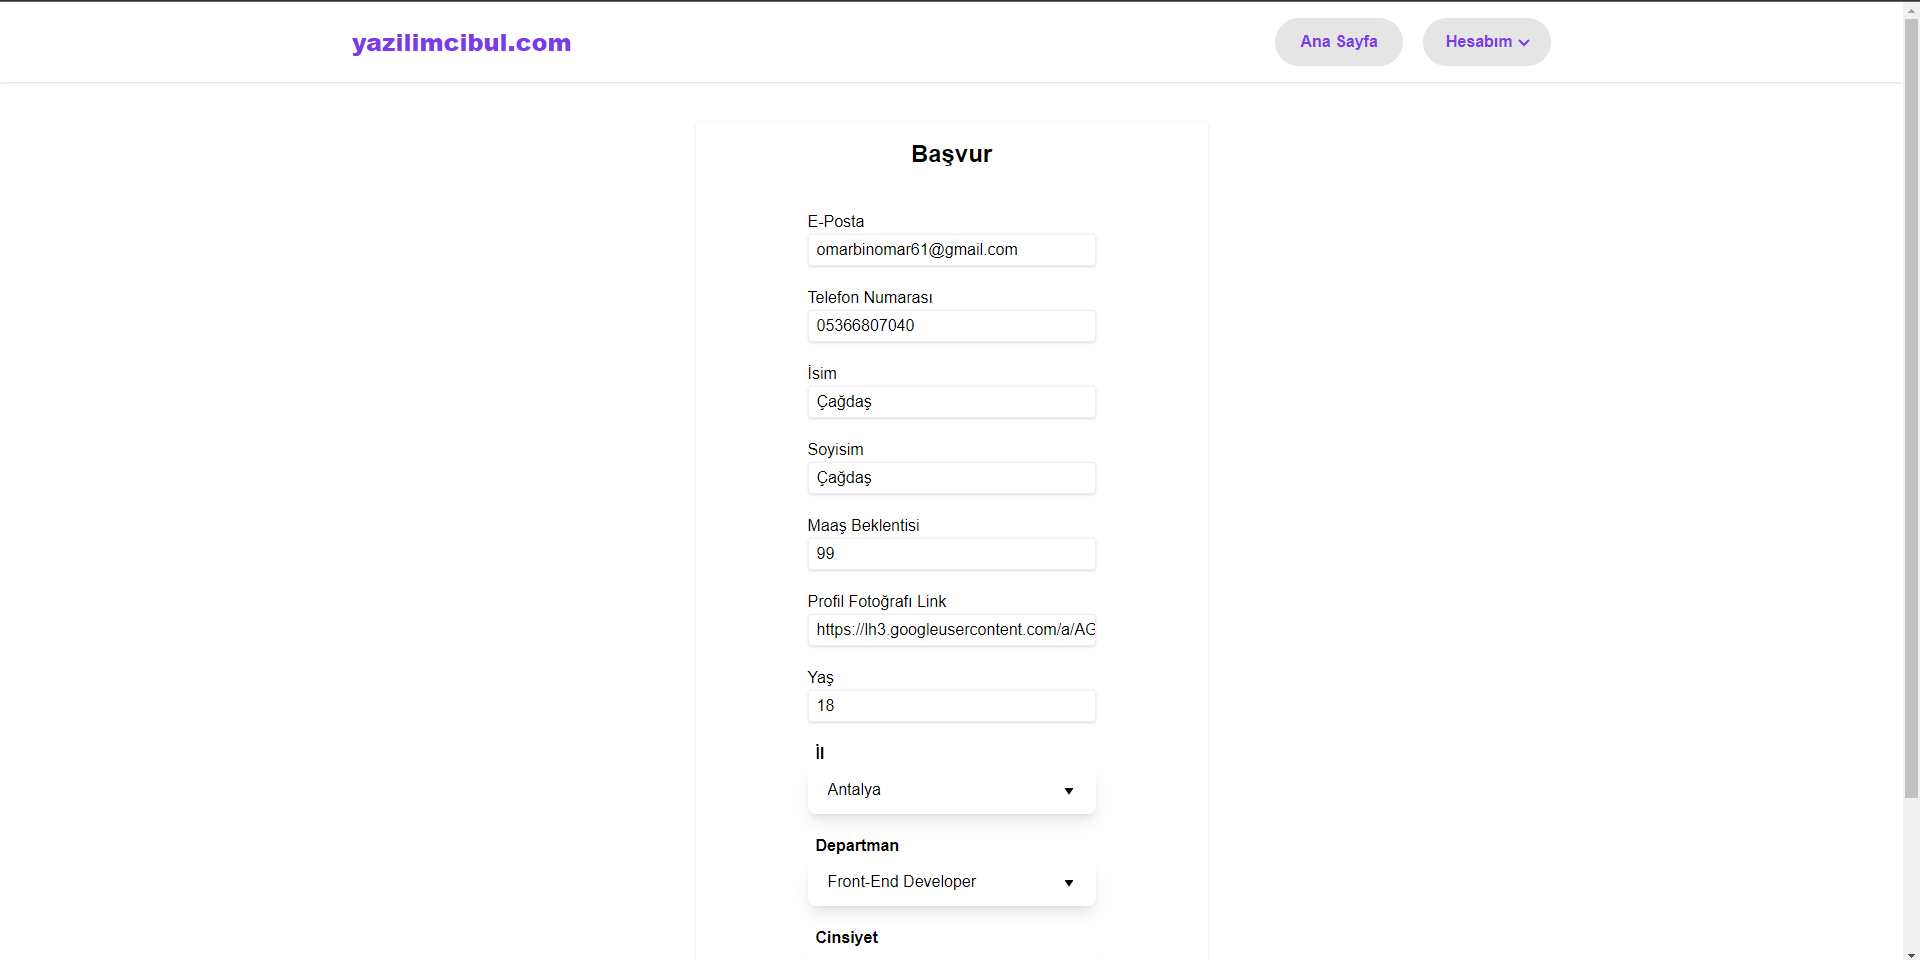 yazilimcibul.com
Ana Sayfa
Hesabım
Başvur
E-Posta
omarbinomar61@gmail.com
Telefon Numarası
05366807040
İsim
Çağdaş
Soyisim
Çağdaş
Maaş Beklentisi
99
Profil Fotoğrafı Link
https://lh3.googleusercontent.com/a/AG
Yaş
18
İl
Antalya
Departman
Front-End Developer
Cinsiyet